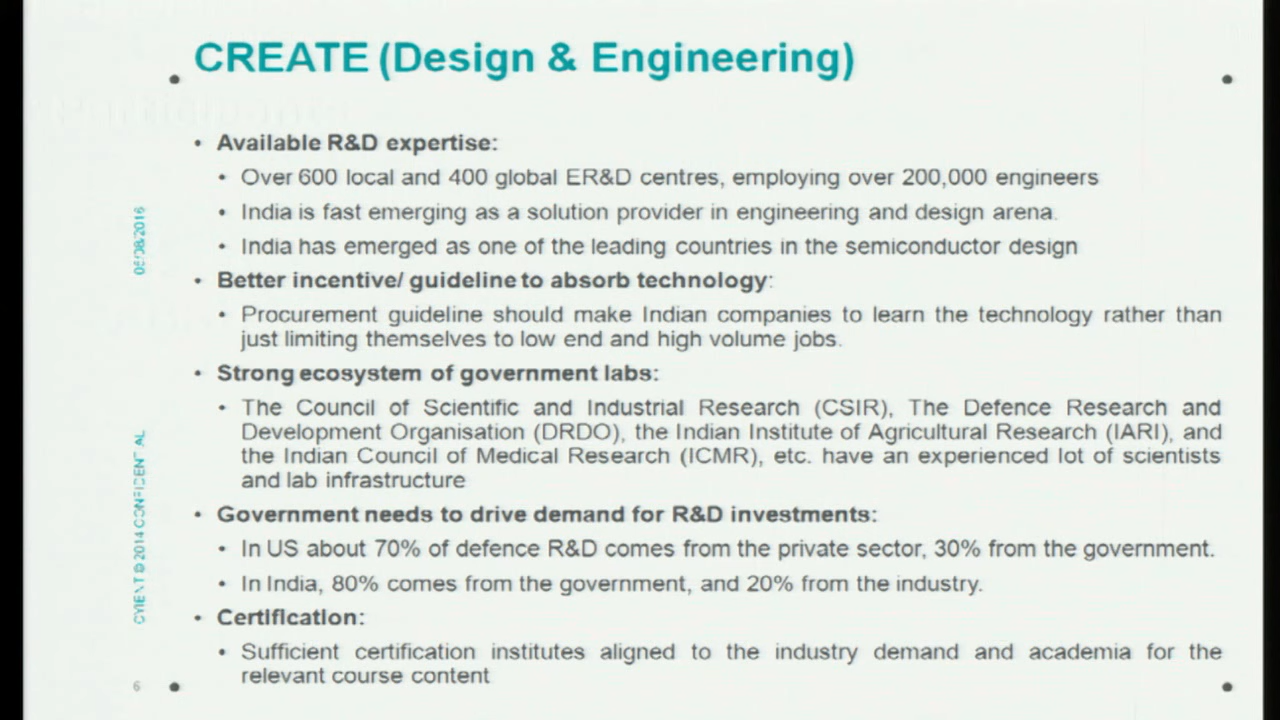 CREATE (Design & Engineering)
• Available R&D expertise:
• Over 600 local and 400 global ER&D centres, employing over 200,000 engineers
• India is fast emerging as a solution provider in engineering and design arena.
• India has emerged as one of the leading countries in the semiconductor design
• Better incentive/ guideline to absorb technology:
• Procurement guideline should make Indian companies to learn the technology rather than
just limiting themselves to low end and high volume jobs.
• Strong ecosystem of government labs:
• The Council of Scientific and Industrial Research (CSIR), The Defence Research and
Development Organisation (DRDO), the Indian Institute of Agricultural Research (IARI), and
the Indian Council of Medical Research (ICMR), etc. have an experienced lot of scientists
and lab infrastructure
• Government needs to drive demand for R&D investments:
• In US about 70% of defence R&D comes from the private sector, 30% from the government.
• In India, 80% comes from the government, and 20% from the industry.
• Certification:
• Sufficient certification institutes aligned to the industry demand and academia for the
relevant course content
05/08/2016
CYIENT © 2014 CONFIDENTIAL
6